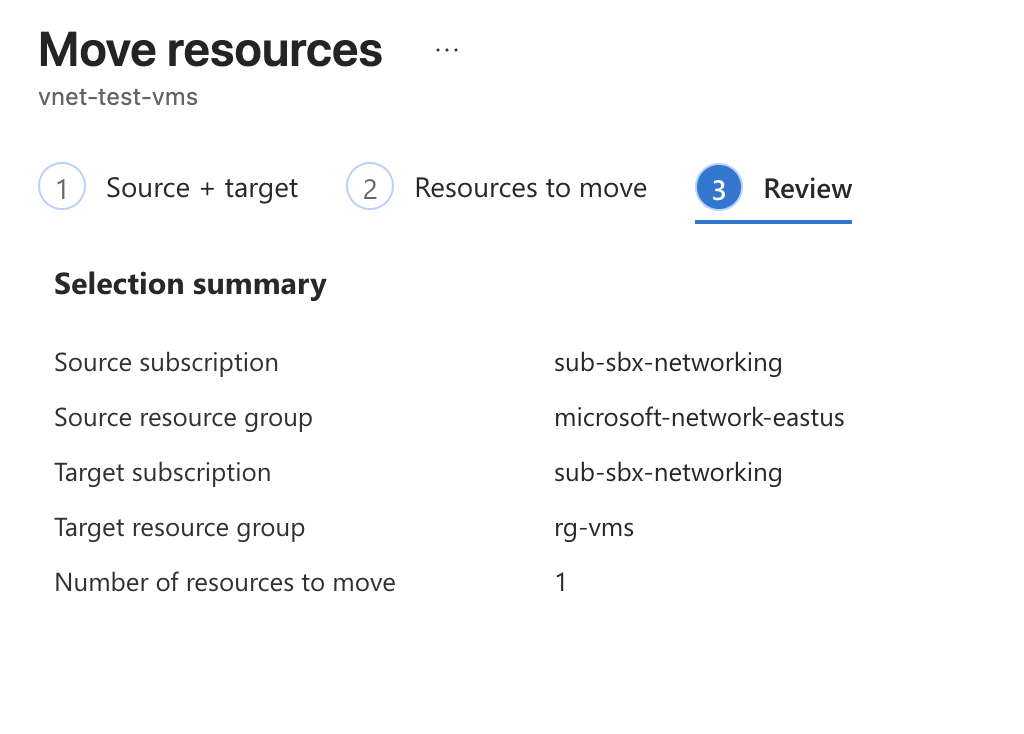 Move resources ...
vnet-test-vms
1 Source + target 2 Resources to move 3 Review
Selection summary
Source subscription sub-sbx-networking
Source resource group microsoft-network-eastus
Target subscription sub-sbx-networking
Target resource group rg-vms
Number of resources to move 1